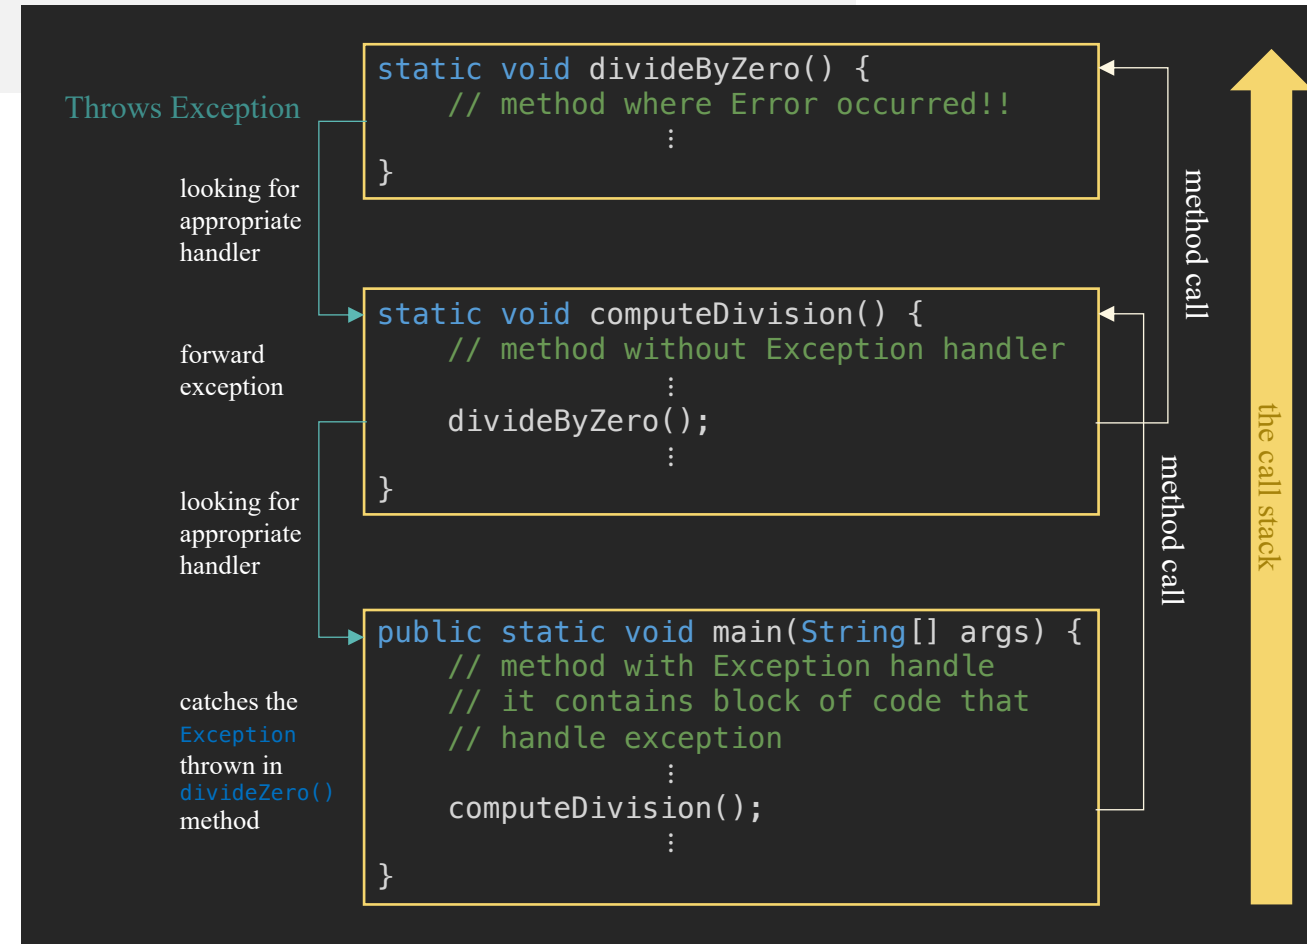 static void divideByZero() {
// method where Error occurred!!
⋮
}
Throws Exception
looking for
appropriate
handler
static void computeDivision() {
// method without Exception handler
⋮
divideByZero();
⋮
}
forward
exception
looking for
appropriate
handler
public static void main(String[] args) {
// method with Exception handle
// it contains block of code that
// handle exception
⋮
computeDivision();
⋮
}
catches the
Exception
thrown in
divideZero()
method
method call
method call
the call stack